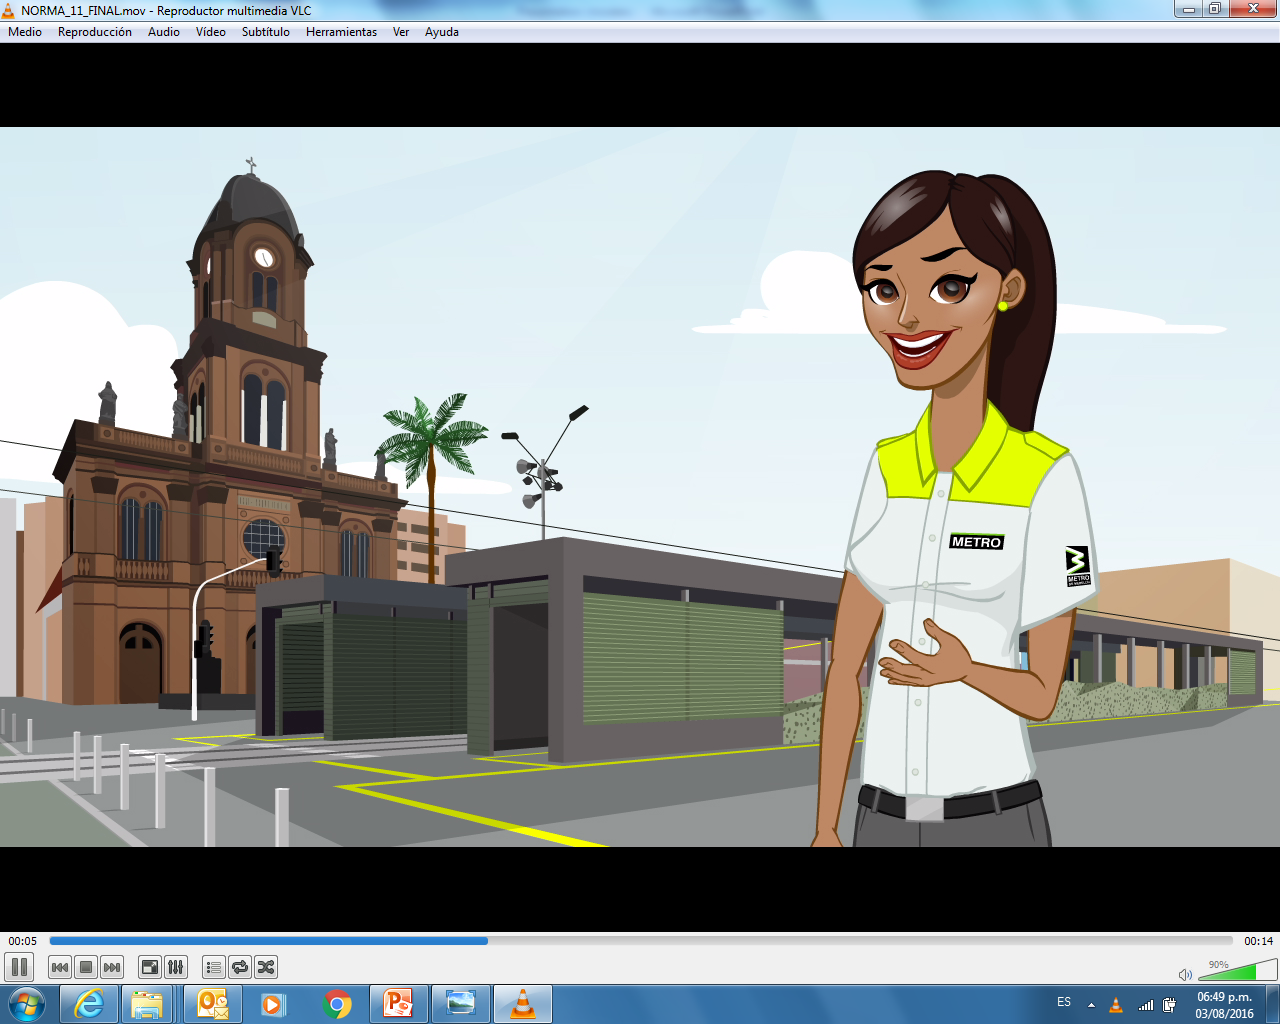 NORMA_11_FINAL.mov - Reproductor multimedia VLC
Medio Reproducción Audio Vídeo Subtítulo Herramientas Ver Ayuda
METRO
METRO
00:05
00:14
90%
ES
06:49 p.m.
03/08/2016